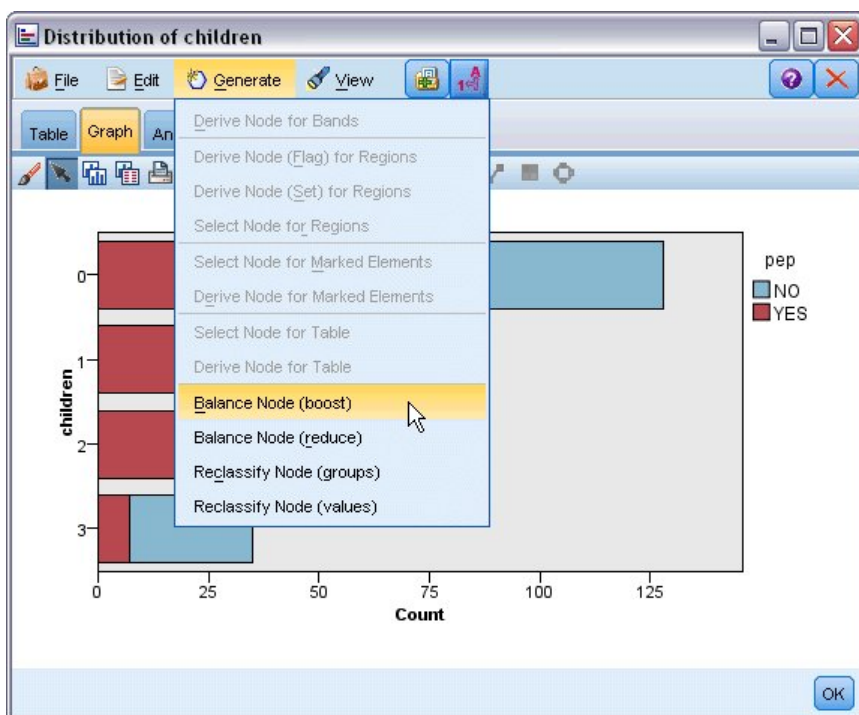 Distribution of children
File Edit Generate View
Table Graph An
Derive Node for Bands
Derive Node (Flag) for Regions
Derive Node (Set) for Regions
Select Node for Regions
Select Node for Marked Elements
Derive Node for Marked Elements
Select Node for Table
Derive Node for Table
Balance Node (boost)
Balance Node (reduce)
Reclassify Node (groups)
Reclassify Node (values)
children
0
1
2
3
0 25 50 75 100 125
Count
pep
NO
YES
OK